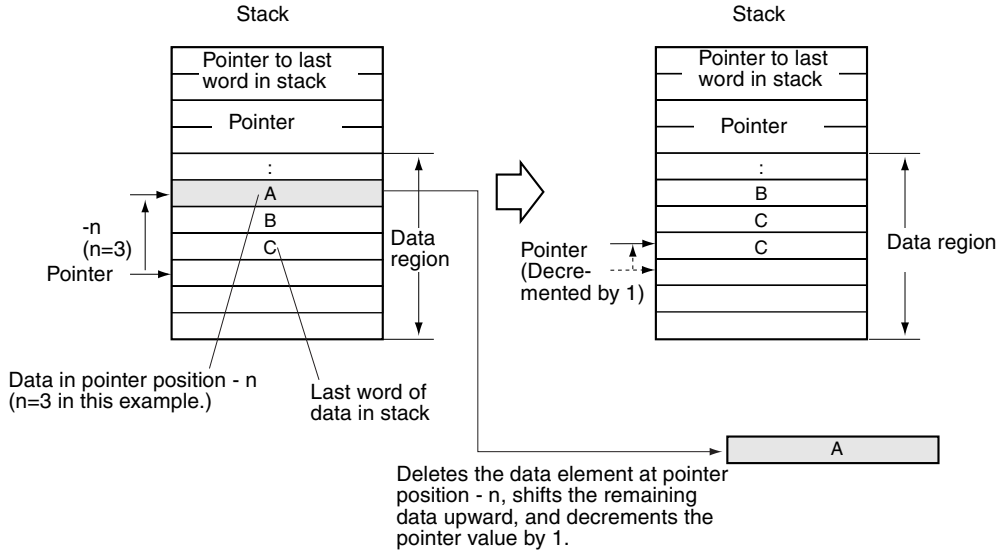 Stack
Pointer to last
word in stack
Pointer
:
A
B
C
-n
(n=3)
Pointer
Data
region
Data in pointer position - n
(n=3 in this example.)
Last word of
data in stack
Stack
Pointer to last
word in stack
Pointer
:
B
C
C
Pointer
(Decre-
mented by 1)
Data region
A
Deletes the data element at pointer
position - n, shifts the remaining
data upward, and decrements the
pointer value by 1.